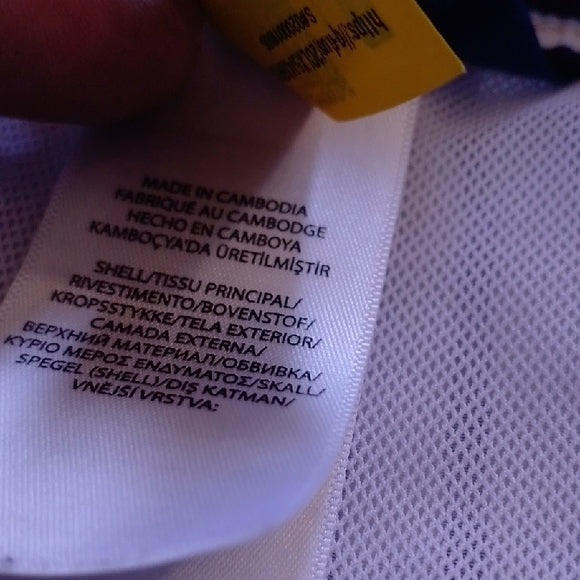 MADE IN CAMBODIA
FABRIQUÉ AU CAMBODGE
HECHO EN CAMBOYA
KAMBOÇYA'DA ÜRETİLMİŞTİR
SHELL/TISSU PRINCIPAL/
RIVESTIMENTO/BOVENSTOF/
KROPSSTYKKE/TELA EXTERIOR/
CAMADA EXTERNA/
ВЕРХНИЙ МАТЕРИАЛ/ОБВИВКА/
ΚΥΡΙΟ ΜΕΡΟΣ ΕΝΔΥΜΑΤΟΣ/SKALL/
SPEGEL (SHELL)/DIŞ KATMAN/
VNĚJŠÍ VRSTVA: